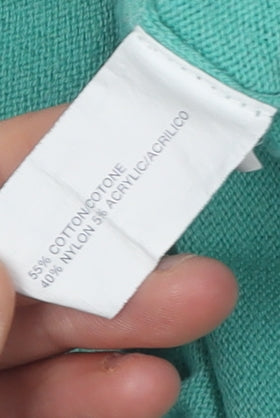 55% COTTON/COTONE
40% NYLON 5% ACRYLIC/ACRILICO